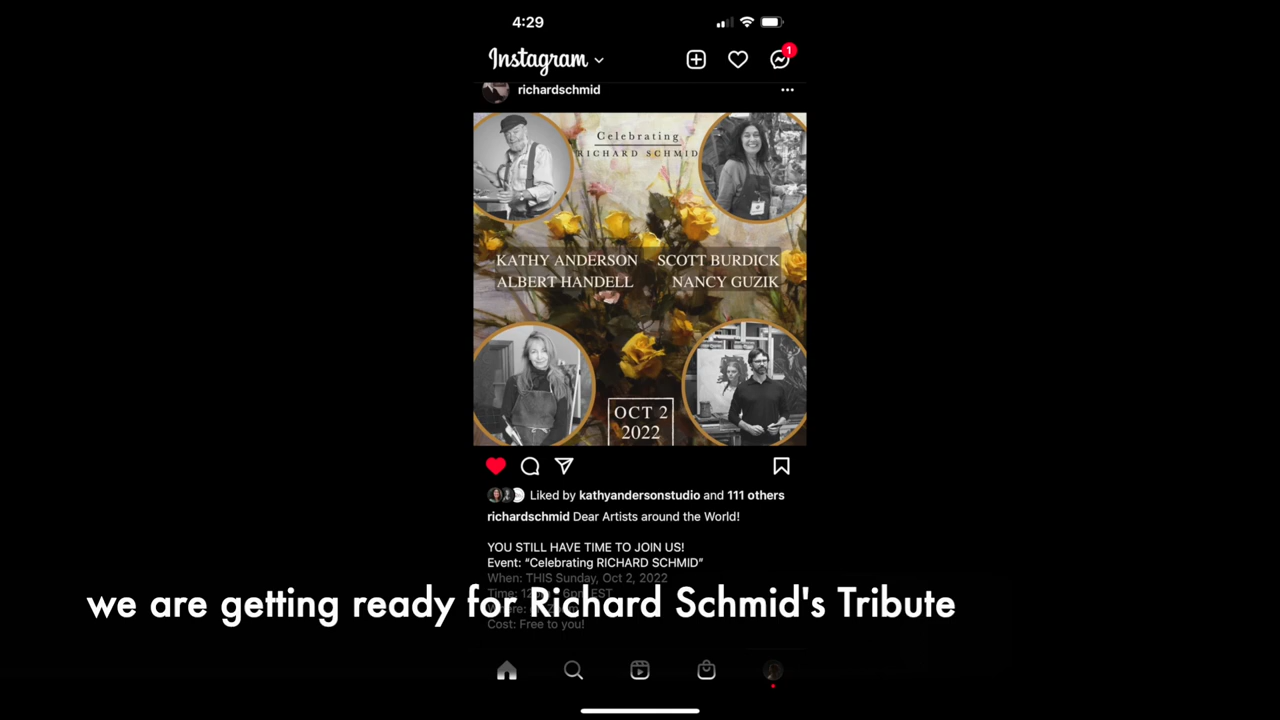 4:29
Instagram
1
richardschmid
Celebrating
RICHARD SCHMID
KATHY ANDERSON SCOTT BURDICK
ALBERT HANDELL NANCY GUZIK
OCT 2
2022
Liked by kathyandersonstudio and 111 others
richardschmid Dear Artists around the World!
YOU STILL HAVE TIME TO JOIN US!
Event: “Celebrating RICHARD SCHMID”
When: THIS Sunday, Oct 2, 2022
Time: EST
we are getting ready for Richard Schmid's Tribute
Cost: Free to you!